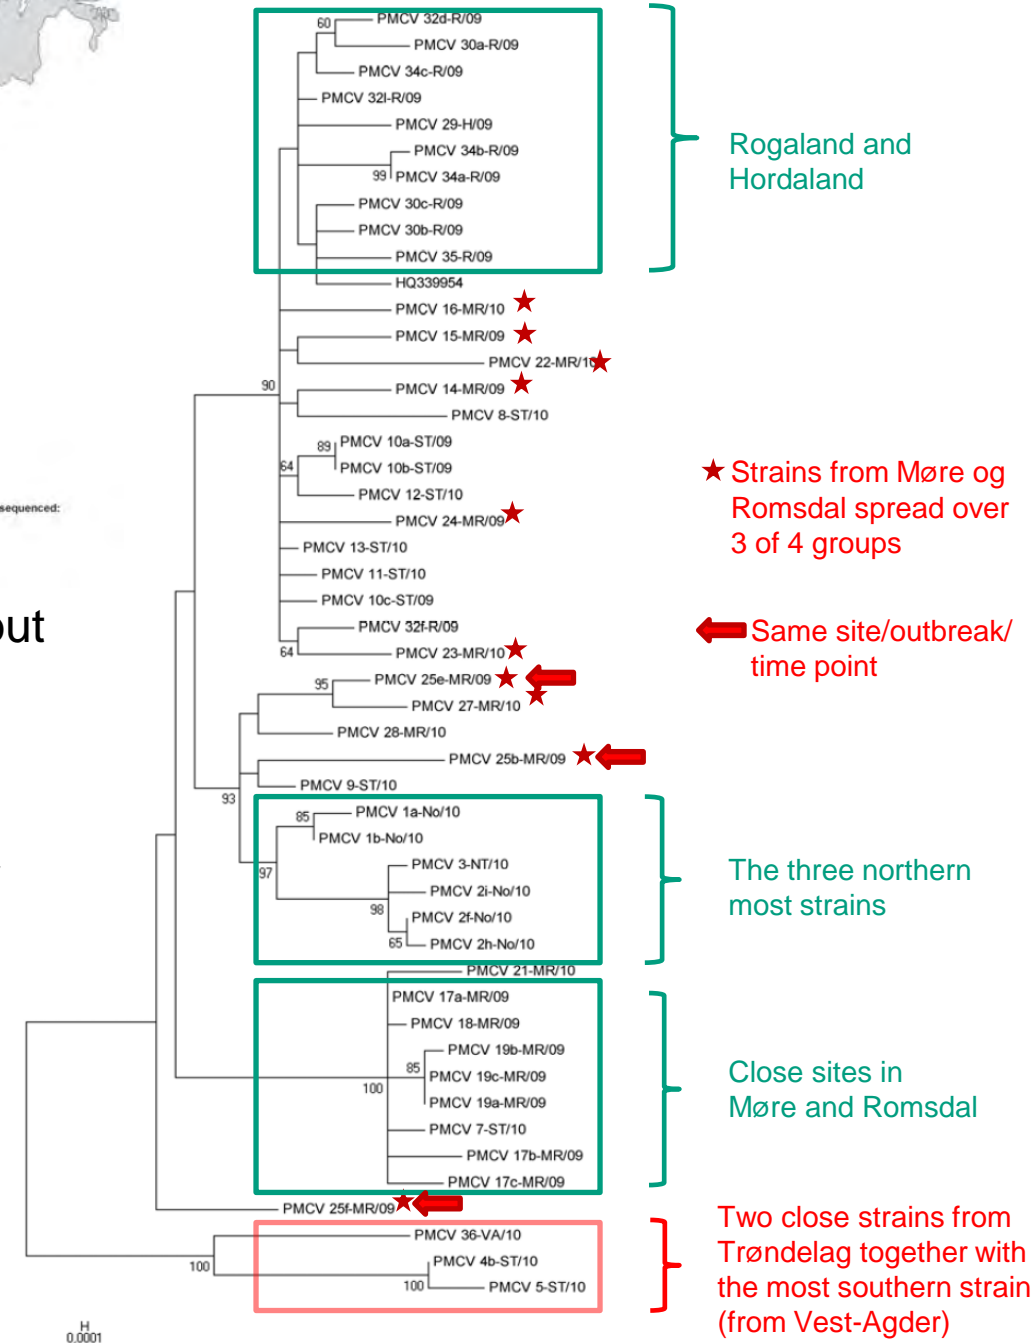 60
PMCV 32d-R/09
PMCV 30a-R/09
PMCV 34c-R/09
PMCV 32l-R/09
PMCV 29-H/09
PMCV 34b-R/09
99
PMCV 34a-R/09
PMCV 30c-R/09
PMCV 30b-R/09
PMCV 35-R/09
Rogaland and
Hordaland
HQ339954
PMCV 16-MR/10
PMCV 15-MR/09
PMCV 22-MR/10
90
PMCV 14-MR/09
PMCV 8-ST/10
89
PMCV 10a-ST/09
64
PMCV 10b-ST/09
PMCV 12-ST/10
PMCV 24-MR/09
PMCV 13-ST/10
PMCV 11-ST/10
PMCV 10c-ST/09
PMCV 32f-R/09
64
PMCV 23-MR/10
Strains from Møre og
Romsdal spread over
3 of 4 groups
sequenced:
out
Same site/outbreak/
time point
95
PMCV 25e-MR/09
PMCV 27-MR/10
PMCV 28-MR/10
PMCV 25b-MR/09
PMCV 9-ST/10
93
85
PMCV 1a-No/10
PMCV 1b-No/10
97
PMCV 3-NT/10
PMCV 2i-No/10
98
PMCV 2f-No/10
65
PMCV 2h-No/10
The three northern
most strains
PMCV 21-MR/10
PMCV 17a-MR/09
PMCV 18-MR/09
PMCV 19b-MR/09
85
PMCV 19c-MR/09
100
PMCV 19a-MR/09
PMCV 7-ST/10
PMCV 17b-MR/09
PMCV 17c-MR/09
Close sites in
Møre and Romsdal
PMCV 25f-MR/09
PMCV 36-VA/10
100
PMCV 4b-ST/10
100
PMCV 5-ST/10
Two close strains from
Trøndelag together with
the most southern strain
(from Vest-Agder)
0.0001